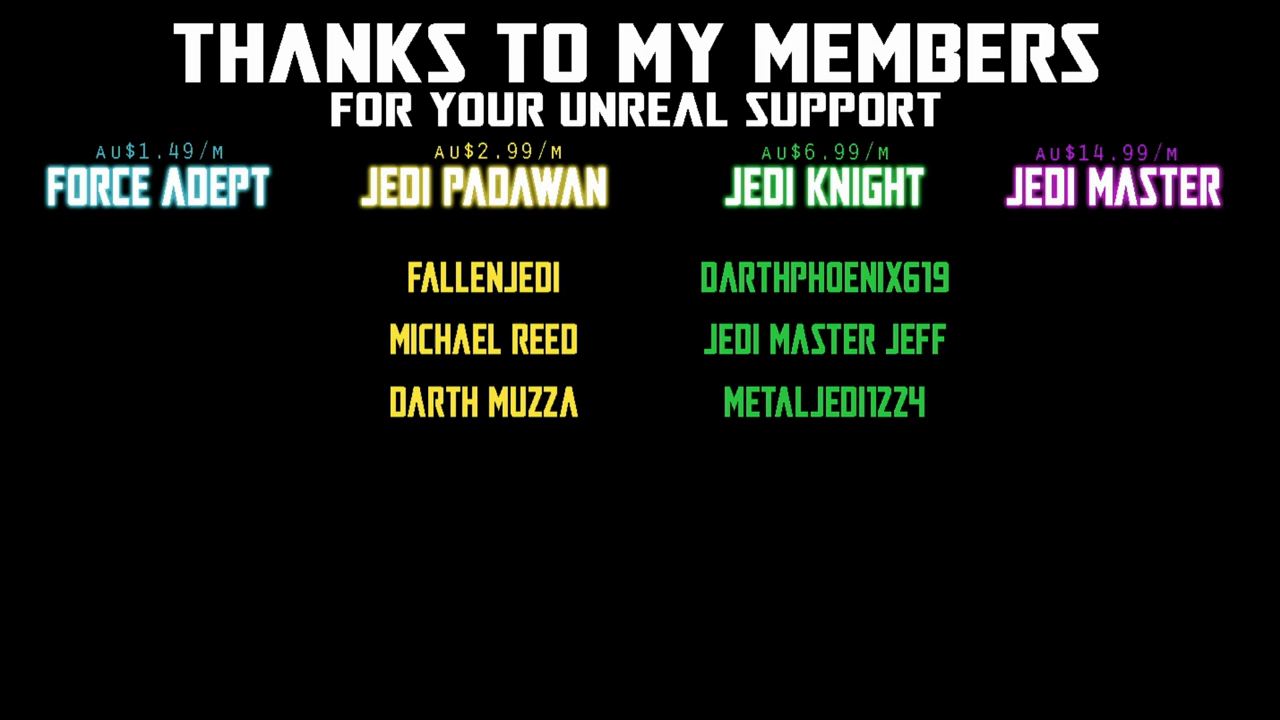 THANKS TO MY MEMBERS
FOR YOUR UNREAL SUPPORT
AU$1.49/M AU$2.99/M AU$6.99/M AU$14.99/M
FORCE ADEPT JEDI PADAWAN JEDI KNIGHT JEDI MASTER
FALLENJEDI DARTHPHOENIX619
MICHAEL REED JEDI MASTER JEFF
DARTH MUZZA METALJEDI1224